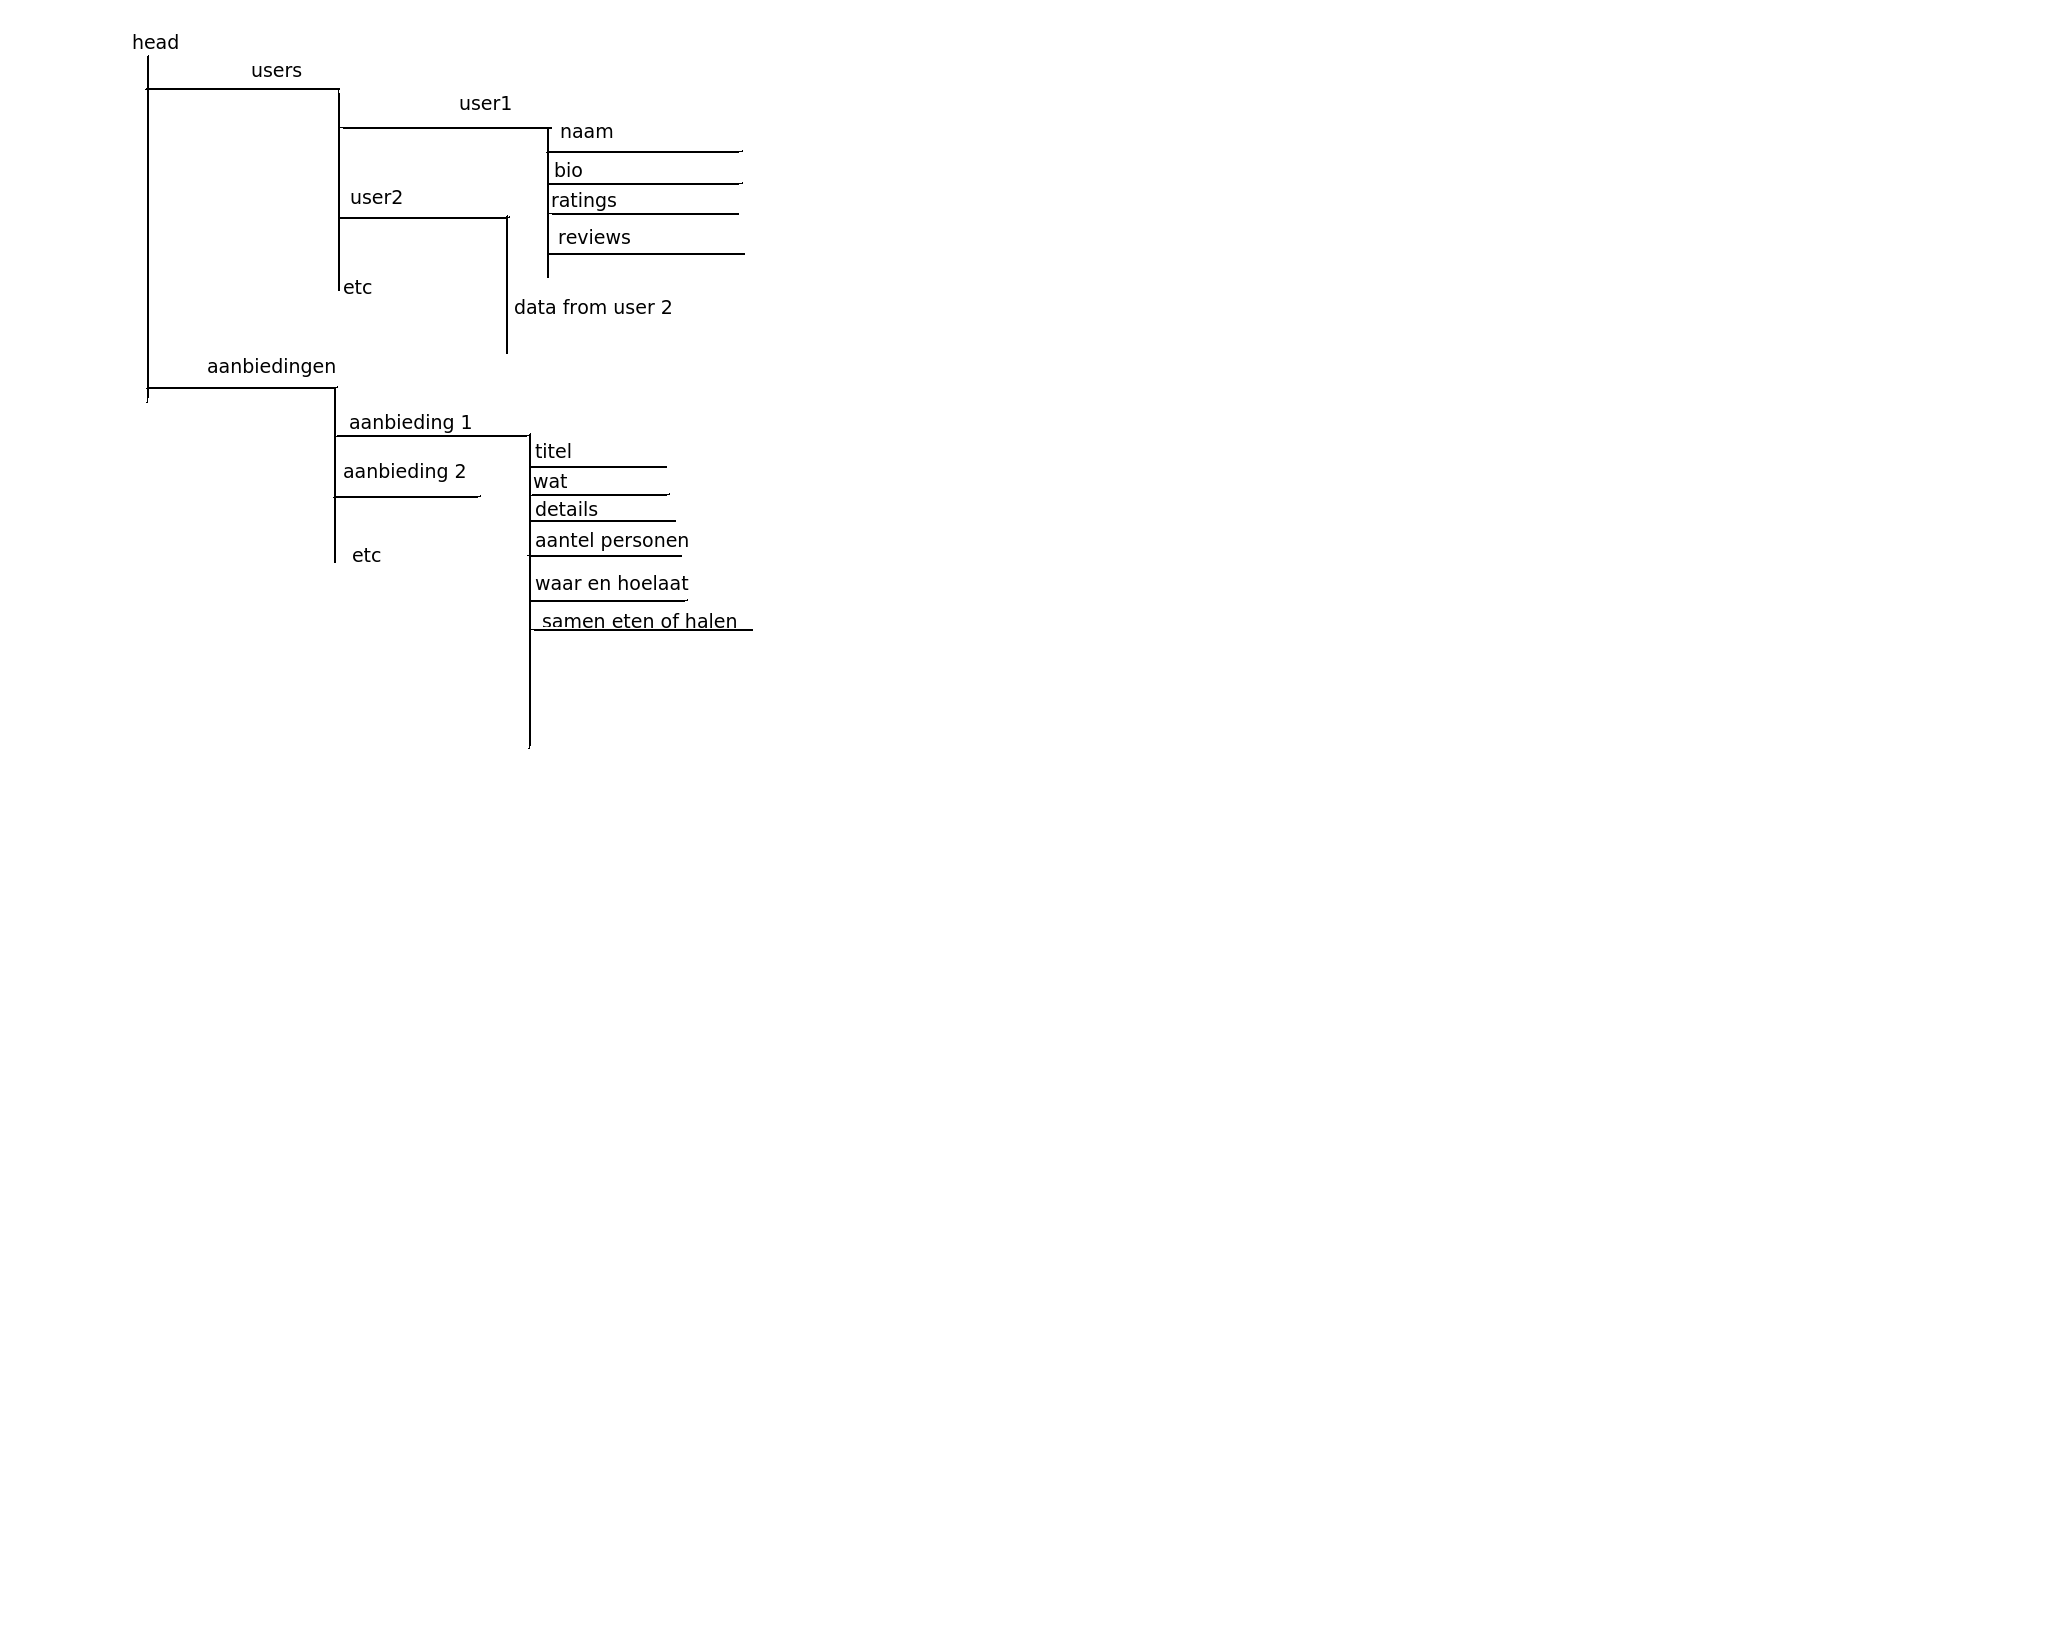 head
users
user1
naam
bio
ratings
reviews
user2
data from user 2
etc
aanbiedingen
aanbieding 1
titel
wat
details
aantel personen
waar en hoelaat
samen eten of halen
aanbieding 2
etc